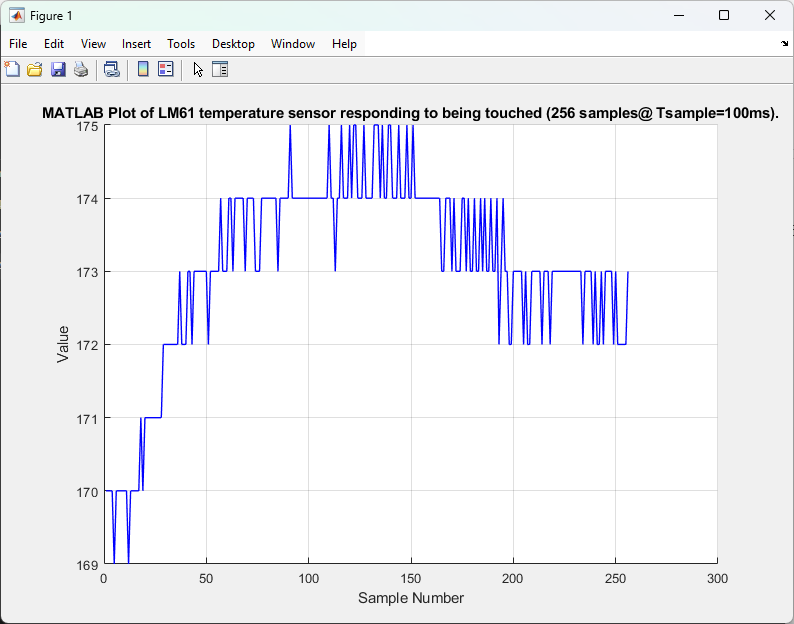 Figure 1
File Edit View Insert Tools Desktop Window Help
MATLAB Plot of LM61 temperature sensor responding to being touched (256 samples@ Tsample=100ms).
175
174
173
172
171
170
169
Value
0 50 100 150 200 250 300
Sample Number